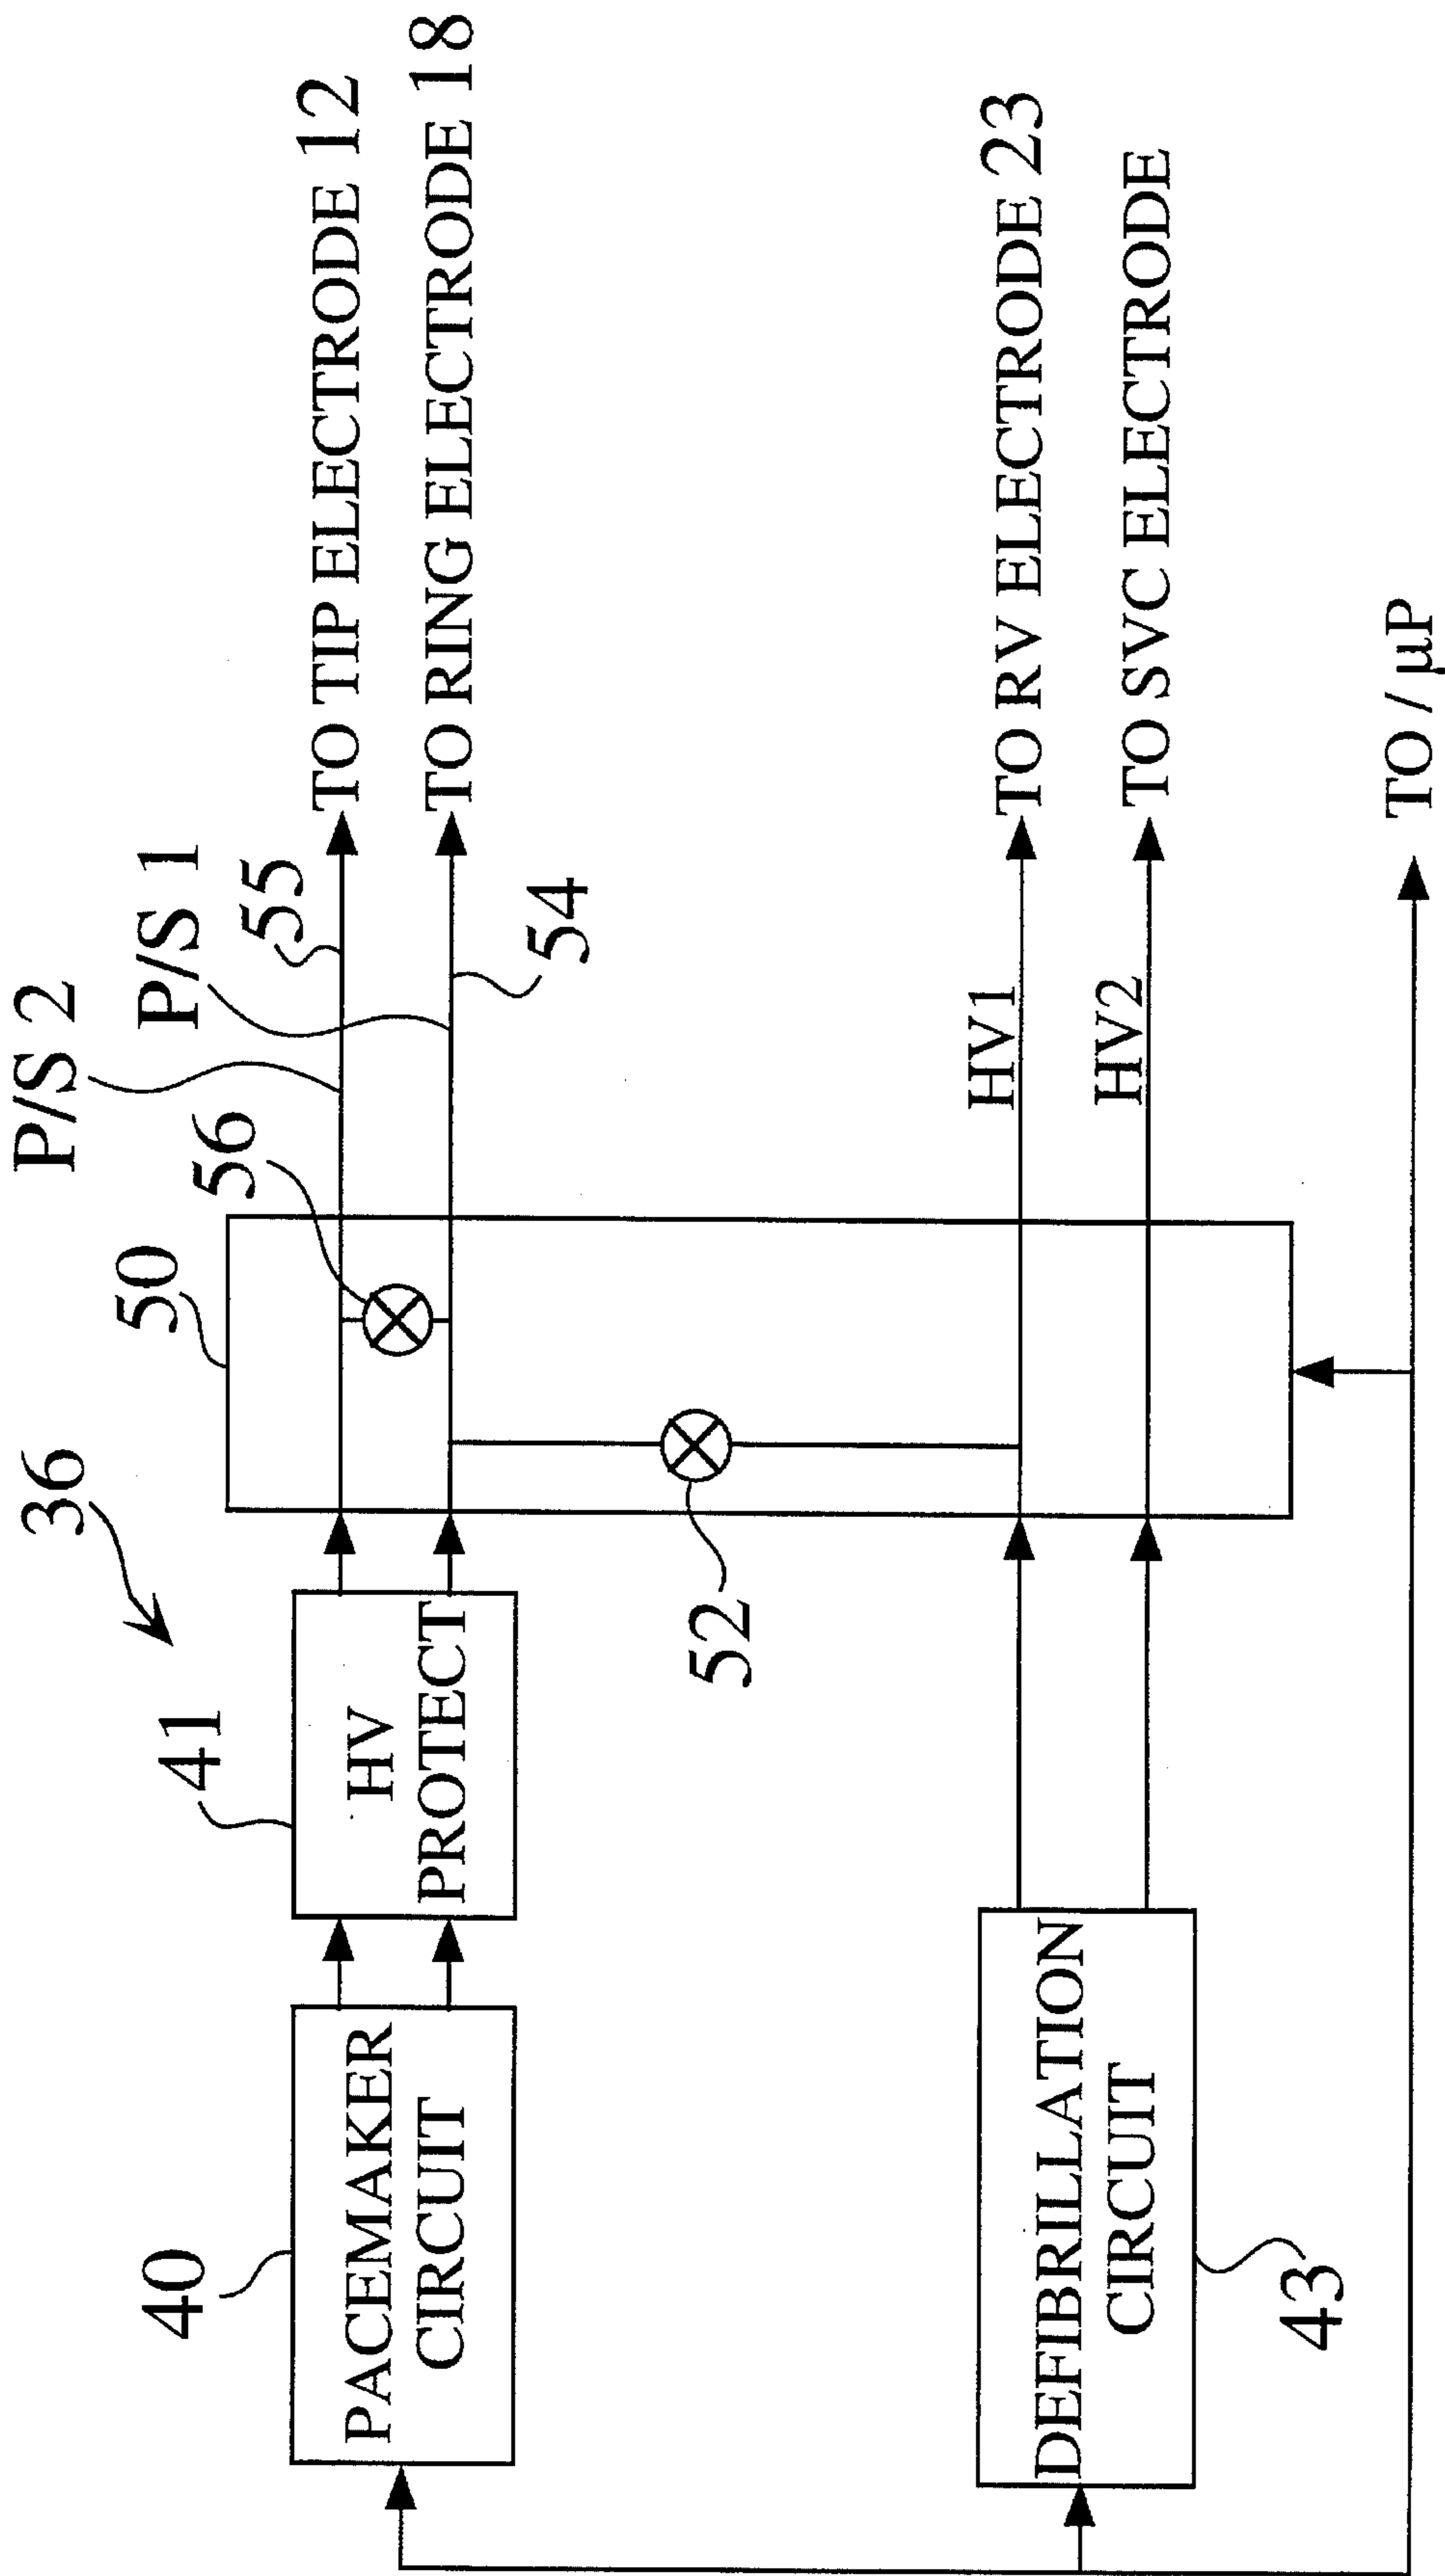 36
50
P/S 2
P/S 1
56
55
41
40
PACEMAKER
CIRCUIT
HV
PROTECT
TO TIP ELECTRODE 12
TO RING ELECTRODE 18
54
52
HV1
TO RV ELECTRODE 23
DEFIBRILLATION
CIRCUIT
HV2
TO SVC ELECTRODE
43
TO / μP